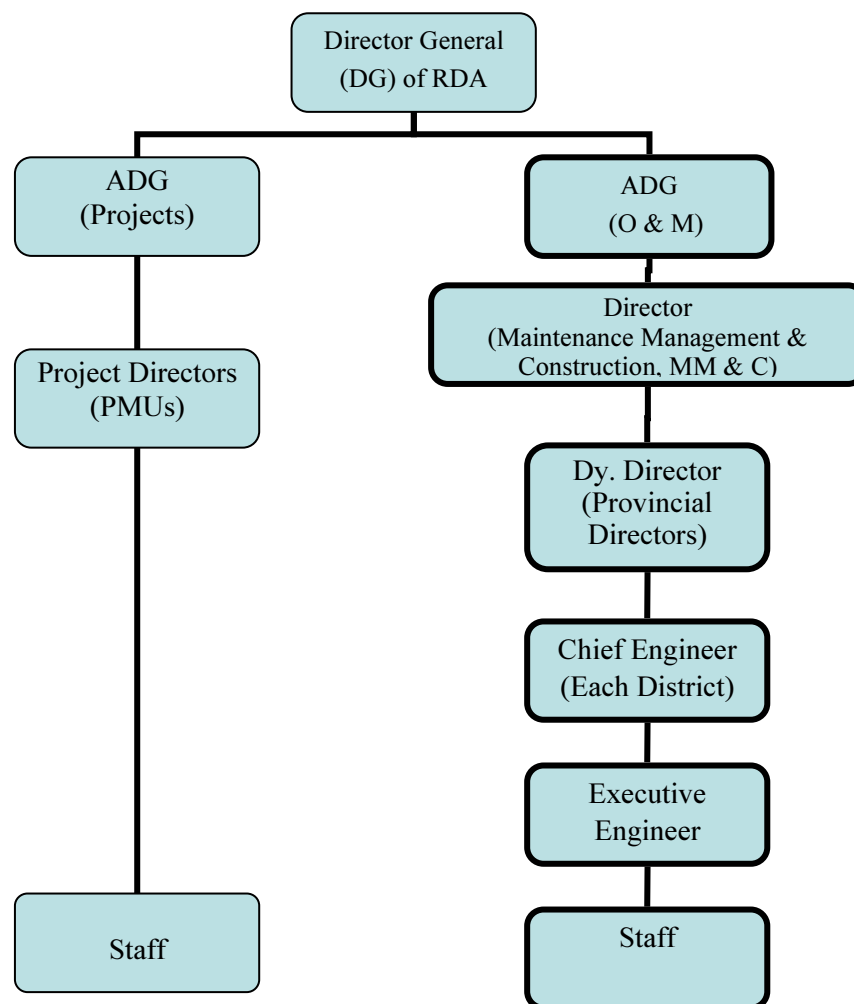 Director General
(DG) of RDA
ADG
(Projects)
ADG
(O & M)
Director
(Maintenance Management &
Construction, MM & C)
Project Directors
(PMUs)
Dy. Director
(Provincial
Directors)
Chief Engineer
(Each District)
Executive
Engineer
Staff
Staff